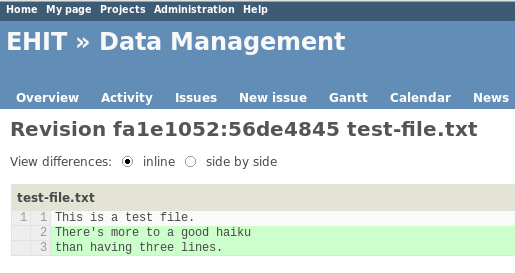 Home My page Projects Administration Help
EHIT » Data Management
Overview Activity Issues New issue Gantt Calendar News
Revision fa1e1052:56de4845 test-file.txt
View differences: inline side by side
test-file.txt
1 1 This is a test file.
2 There's more to a good haiku
3 than having three lines.